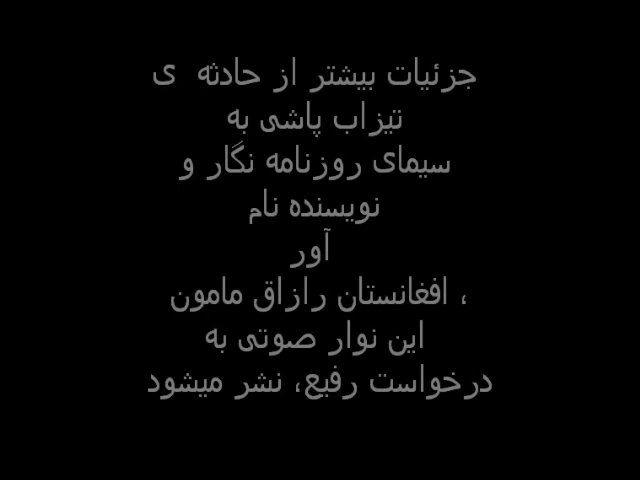 جزئیات بیشتر از حادثه ی
تیزاب پاشی به
سیمای روزنامه نگار و
نویسنده نام
آور
، افغانستان رازاق مامون
این نوار صوتی به
درخواست رفیع، نشر میشود